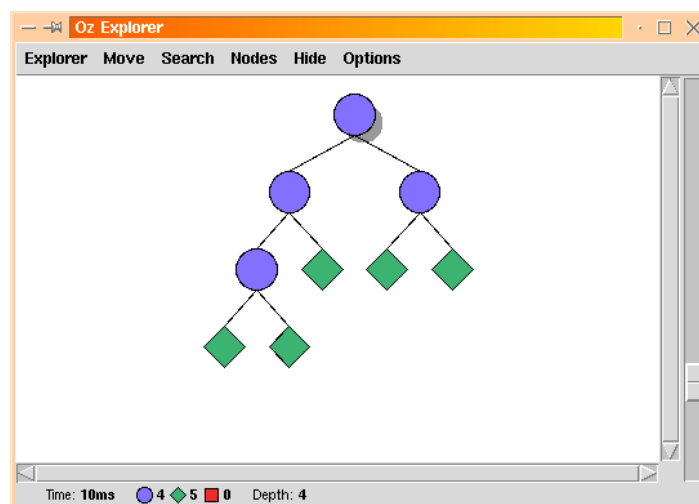 Oz Explorer
Explorer Move Search Nodes Hide Options
Time: 10ms 4 5 0 Depth: 4